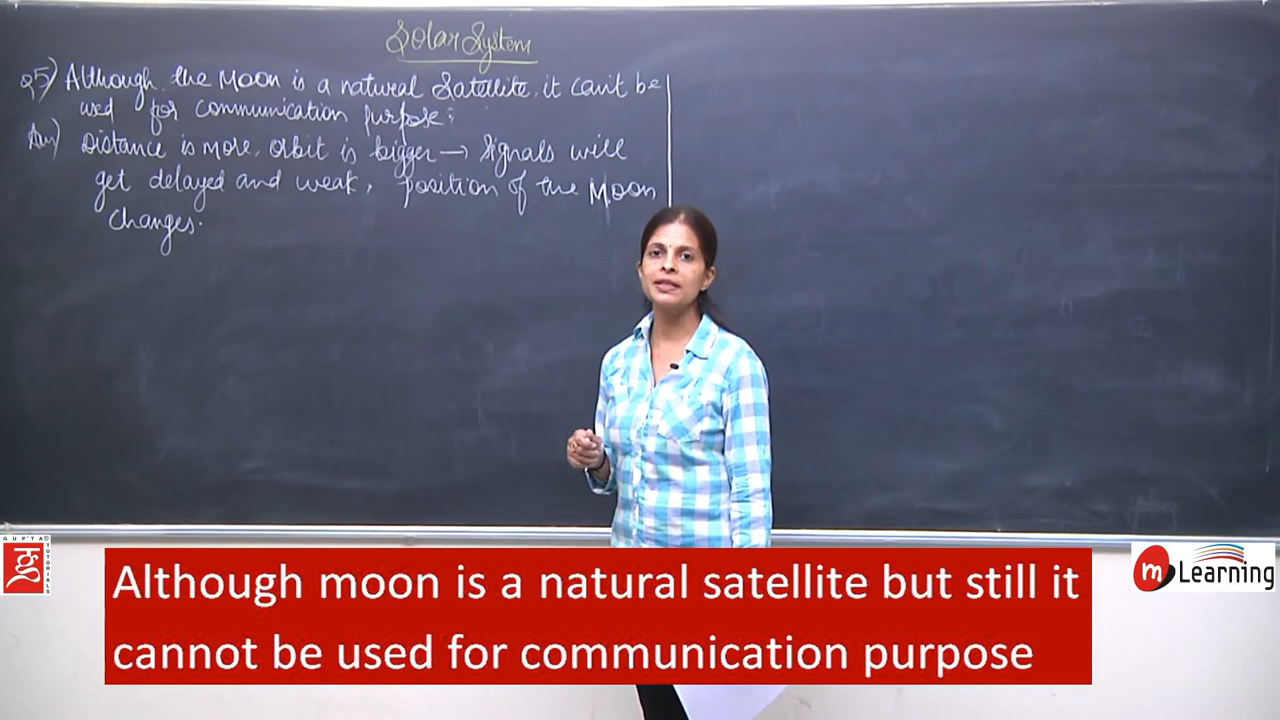 Solar System
Q5) Although the Moon is a natural Satellite, it can't be
used for communication purpose?
Ans) Distance is more, orbit is bigger → Signals will
get delayed and weak, position of the Moon
changes.
GUPTA
TUTORIALS
Although moon is a natural satellite but still it
cannot be used for communication purpose
m Learning